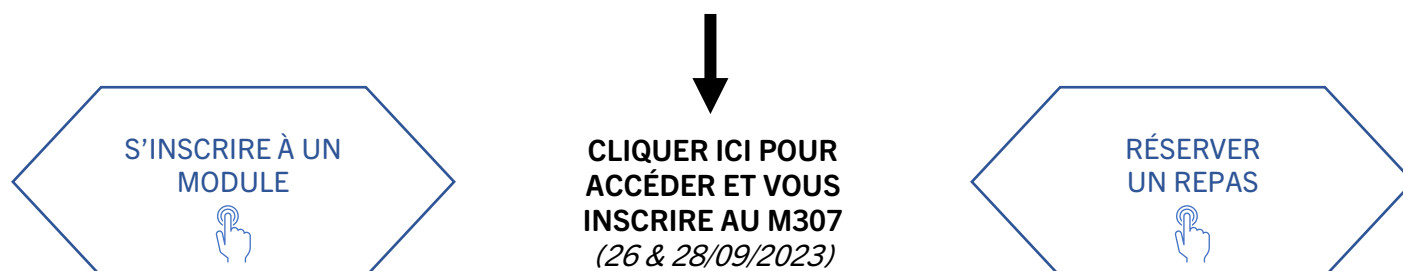 S’INSCRIRE À UN
MODULE
CLIQUER ICI POUR
ACCÉDER ET VOUS
INSCRIRE AU M307
(26 & 28/09/2023)
RÉSERVER
UN REPAS